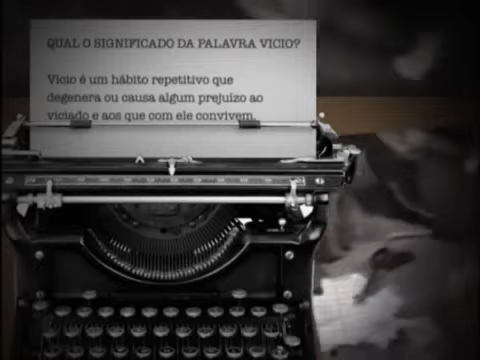 QUAL O SIGNIFICADO DA PALAVRA VICIO?
Vicio é um hábito repetitivo que
degenera ou causa algum prejuízo ao
viciado e aos que com ele convivem.